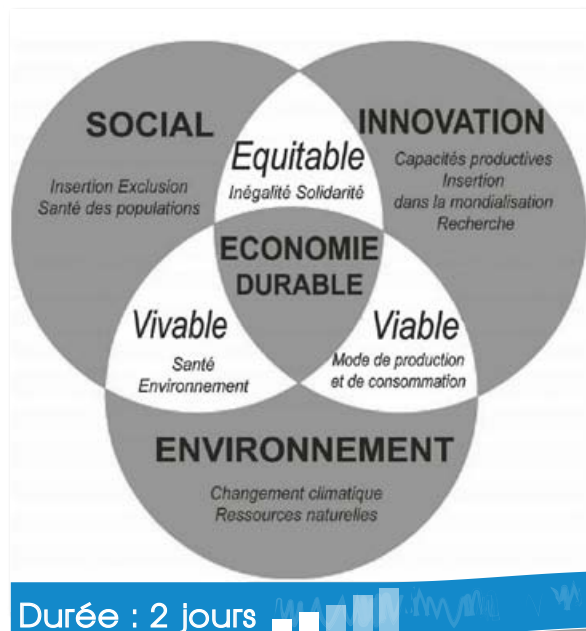 SOCIAL
Insertion Exclusion
Santé des populations
Equitable
Inégalité Solidarité
INNOVATION
Capacités productives
Insertion
dans la mondialisation
Recherche
ECONOMIE
DURABLE
Vivable
Santé
Environnement
Viable
Mode de production
et de consommation
ENVIRONNEMENT
Changement climatique
Ressources naturelles
Durée : 2 jours